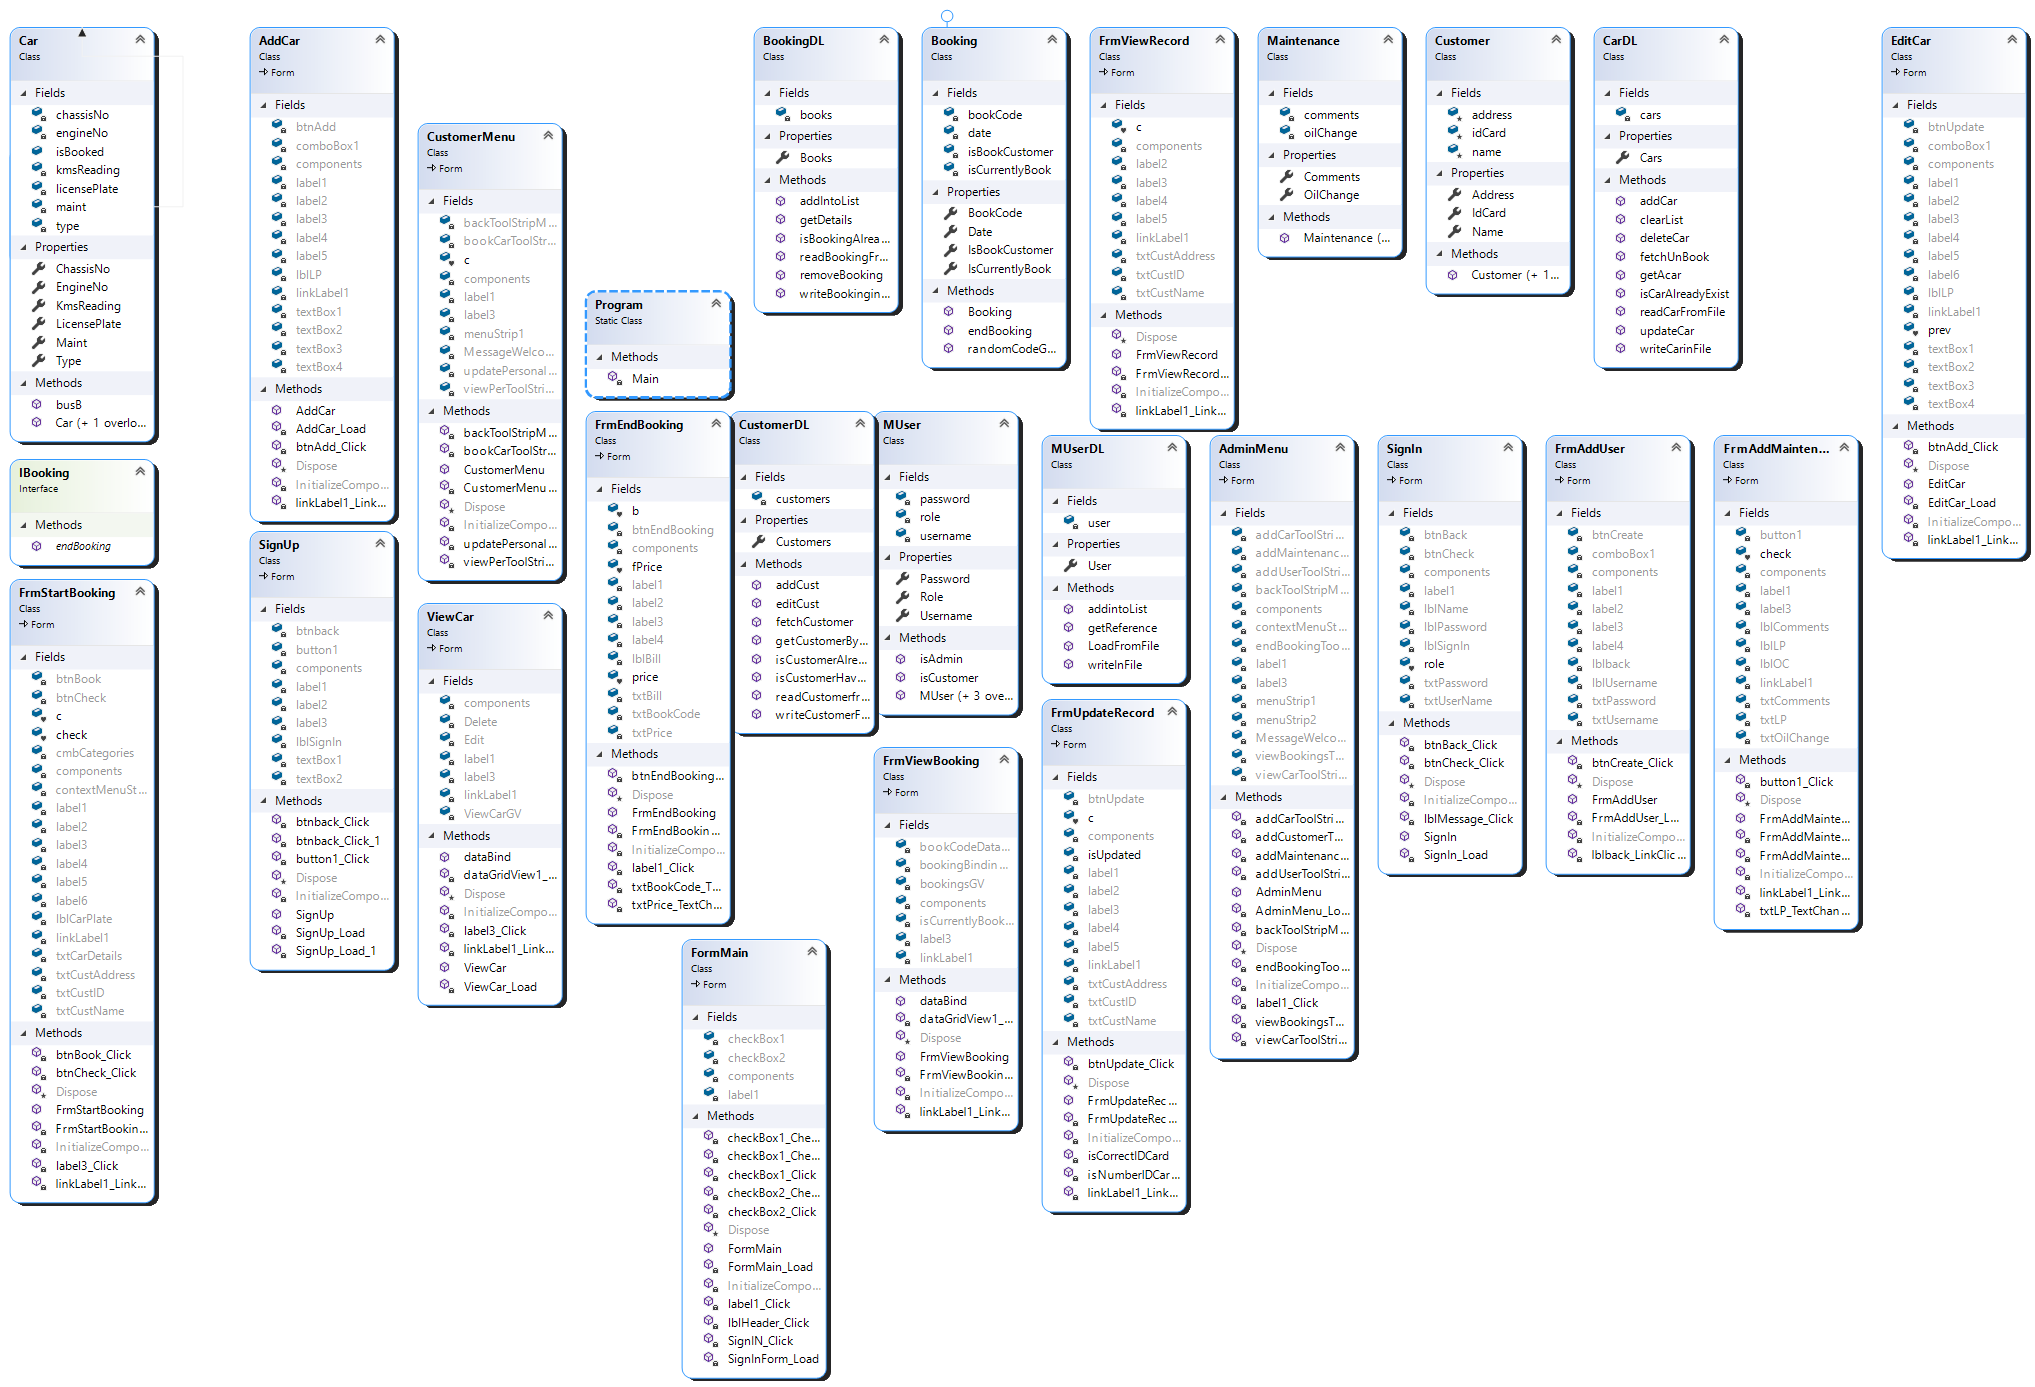 Car
Class
Fields
chassisNo
engineNo
isBooked
kmsReading
licensePlate
maint
type
Properties
ChassisNo
EngineNo
KmsReading
LicensePlate
Maint
Type
Methods
busB
Car (+ 1 overlo...
IBooking
Interface
Methods
endBooking
FrmStartBooking
Class
Form
Fields
btnBook
btnCheck
c
check
cmbCategories
components
contextMenuSt...
label1
label2
label3
label4
label5
label6
lblCarPlate
linkLabel1
txtCarDetails
txtCustAddress
txtCustID
txtCustName
Methods
btnBook_Click
btnCheck_Click
Dispose
FrmStartBooking
FrmStartBookin...
InitializeCompo...
label3_Click
linkLabel1_Link...
AddCar
Class
Form
Fields
btnAdd
comboBox1
components
label1
label2
label3
label4
label5
lblLP
linkLabel1
textBox1
textBox2
textBox3
textBox4
Methods
AddCar
AddCar_Load
btnAdd_Click
Dispose
InitializeCompo...
linkLabel1_Link...
SignUp
Class
Form
Fields
btnback
button1
components
label1
label2
label3
lblSignIn
textBox1
textBox2
Methods
btnback_Click
btnback_Click_1
button1_Click
Dispose
InitializeCompo...
SignUp
SignUp_Load
SignUp_Load_1
CustomerMenu
Class
Form
Fields
backToolStripM...
bookCarToolStr...
c
components
label1
label3
menuStrip1
MessageWelco...
updatePersonal...
viewPerToolStri...
Methods
backToolStripM...
bookCarToolStr...
CustomerMenu
CustomerMenu...
Dispose
InitializeCompo...
updatePersonal...
viewPerToolStri...
ViewCar
Class
Form
Fields
components
Delete
Edit
label1
label3
linkLabel1
ViewCarGV
Methods
dataBind
dataGridView1_...
Dispose
InitializeCompo...
label3_Click
linkLabel1_Link...
ViewCar
ViewCar_Load
Program
Static Class
Methods
Main
FrmEndBooking
Class
Form
Fields
b
btnEndBooking
components
fPrice
label1
label2
label3
label4
lblBill
price
txtBill
txtBookCode
txtPrice
Methods
btnEndBooking...
Dispose
FrmEndBooking
FrmEndBookin...
InitializeCompo...
label1_Click
txtBookCode_T...
txtPrice_TextCh...
FormMain
Class
Form
Fields
checkBox1
checkBox2
components
label1
Methods
checkBox1_Che...
checkBox1_Che...
checkBox1_Click
checkBox2_Che...
checkBox2_Click
Dispose
FormMain
FormMain_Load
InitializeCompo...
label1_Click
lblHeader_Click
SignIN_Click
SignInForm_Load
BookingDL
Class
Fields
books
Properties
Books
Methods
addIntoList
getDetails
isBookingAlrea...
readBookingFr...
removeBooking
writeBookingin...
CustomerDL
Class
Fields
customers
Properties
Customers
Methods
addCust
editCust
fetchCustomer
getCustomerBy...
isCustomerAlre...
isCustomerHav...
readCustomerfr...
writeCustomerF...
Booking
Class
Fields
bookCode
date
isBookCustomer
isCurrentlyBook
Properties
BookCode
Date
IsBookCustomer
IsCurrentlyBook
Methods
Booking
endBooking
randomCodeG...
MUser
Class
Fields
password
role
username
Properties
Password
Role
Username
Methods
isAdmin
isCustomer
MUser (+ 3 ove...
FrmViewBooking
Class
Form
Fields
bookCodeData...
bookingBindin...
bookingsGV
components
isCurrentlyBook...
label3
linkLabel1
Methods
dataBind
dataGridView1_...
Dispose
FrmViewBooking
FrmViewBookin...
InitializeCompo...
linkLabel1_Link...
FrmViewRecord
Class
Form
Fields
c
components
label2
label3
label4
label5
linkLabel1
txtCustAddress
txtCustID
txtCustName
Methods
Dispose
FrmViewRecord
FrmViewRecord...
InitializeCompo...
linkLabel1_Link...
MUserDL
Class
Fields
user
Properties
User
Methods
addintoList
getReference
LoadFromFile
writeInFile
FrmUpdateRecord
Class
Form
Fields
btnUpdate
c
components
isUpdated
label1
label2
label3
label4
label5
linkLabel1
txtCustAddress
txtCustID
txtCustName
Methods
btnUpdate_Click
Dispose
FrmUpdateRec...
FrmUpdateRec...
InitializeCompo...
isCorrectIDCard
isNumberIDCar...
linkLabel1_Link...
Maintenance
Class
Fields
comments
oilChange
Properties
Comments
OilChange
Methods
Maintenance (...
AdminMenu
Class
Form
Fields
addCarToolStri...
addMaintenanc...
addUserToolStri...
backToolStripM...
components
contextMenuSt...
endBookingToo...
label1
label3
menuStrip1
menuStrip2
MessageWelco...
viewBookingsT...
viewCarToolStri...
Methods
addCarToolStri...
addCustomerT...
addMaintenanc...
addUserToolStri...
AdminMenu
AdminMenu_Lo...
backToolStripM...
Dispose
endBookingToo...
InitializeCompo...
label1_Click
viewBookingsT...
viewCarToolStri...
Customer
Class
Fields
address
idCard
name
Properties
Address
IdCard
Name
Methods
Customer (+ 1...
SignIn
Class
Form
Fields
btnBack
btnCheck
components
label1
lblName
lblPassword
lblSignIn
role
txtPassword
txtUserName
Methods
btnBack_Click
btnCheck_Click
Dispose
InitializeCompo...
lblMessage_Click
SignIn
SignIn_Load
CarDL
Class
Fields
cars
Properties
Cars
Methods
addCar
clearList
deleteCar
fetchUnBook
getAcar
isCarAlreadyExist
readCarFromFile
updateCar
writeCarinFile
FrmAddUser
Class
Form
Fields
btnCreate
comboBox1
components
label1
label2
label3
label4
lblback
lblUsername
txtPassword
txtUsername
Methods
btnCreate_Click
Dispose
FrmAddUser
FrmAddUser_L...
InitializeCompo...
lblback_LinkClic...
FrmAddMainten...
Class
Form
Fields
button1
check
components
label1
label3
lblComments
lblLP
lblOC
linkLabel1
txtComments
txtLP
txtOilChange
Methods
button1_Click
Dispose
FrmAddMainte...
FrmAddMainte...
FrmAddMainte...
InitializeCompo...
linkLabel1_Link...
txtLP_TextChan...
EditCar
Class
Form
Fields
btnUpdate
comboBox1
components
label1
label2
label3
label4
label5
label6
lblLP
linkLabel1
prev
textBox1
textBox2
textBox3
textBox4
Methods
btnAdd_Click
Dispose
EditCar
EditCar_Load
InitializeCompo...
linkLabel1_Link...